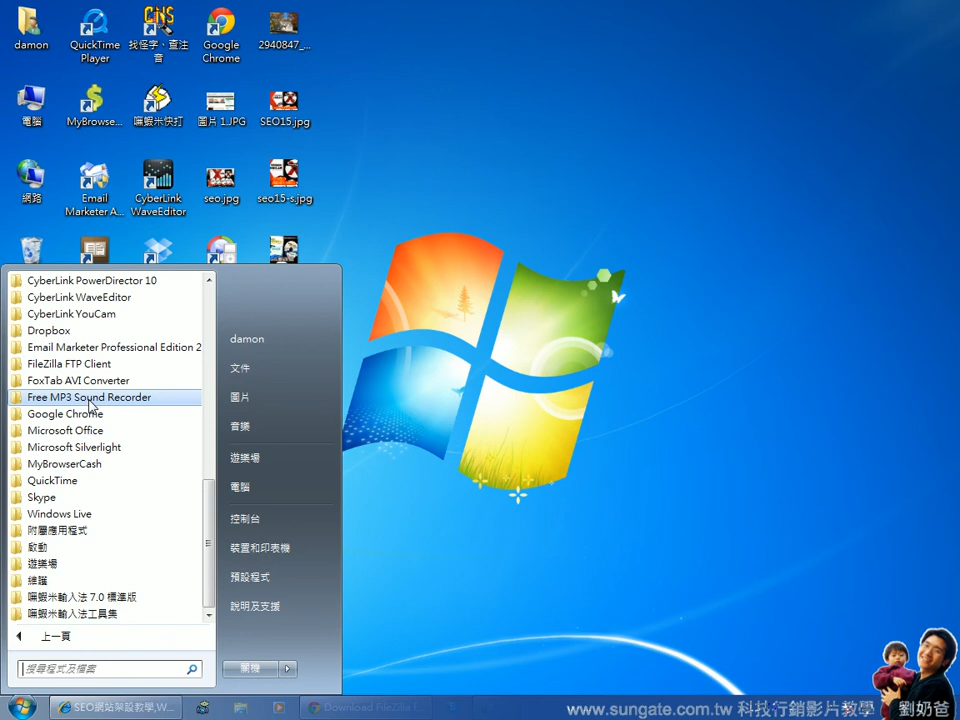 damon
QuickTime Player
找怪字、查注音
Google Chrome
2940847_...
電腦
MyBrowse...
嘸蝦米快打
圖片 1.JPG
SEO15.jpg
網路
Email Marketer A...
CyberLink WaveEditor
seo.jpg
seo15-s.jpg
CyberLink PowerDirector 10
CyberLink WaveEditor
CyberLink YouCam
Dropbox
Email Marketer Professional Edition 2
FileZilla FTP Client
FoxTab AVI Converter
Free MP3 Sound Recorder
Google Chrome
Microsoft Office
Microsoft Silverlight
MyBrowserCash
QuickTime
Skype
Windows Live
附屬應用程式
啟動
遊樂場
維護
嘸蝦米輸入法 7.0 標準版
嘸蝦米輸入法工具集
上一頁
搜尋程式及檔案
damon
文件
圖片
音樂
遊樂場
電腦
控制台
裝置和印表機
預設程式
說明及支援
關機
SEO網站架設教學,W...
Download FileZilla ...
www.sungate.com.tw 科技行銷影片教學
劉奶爸